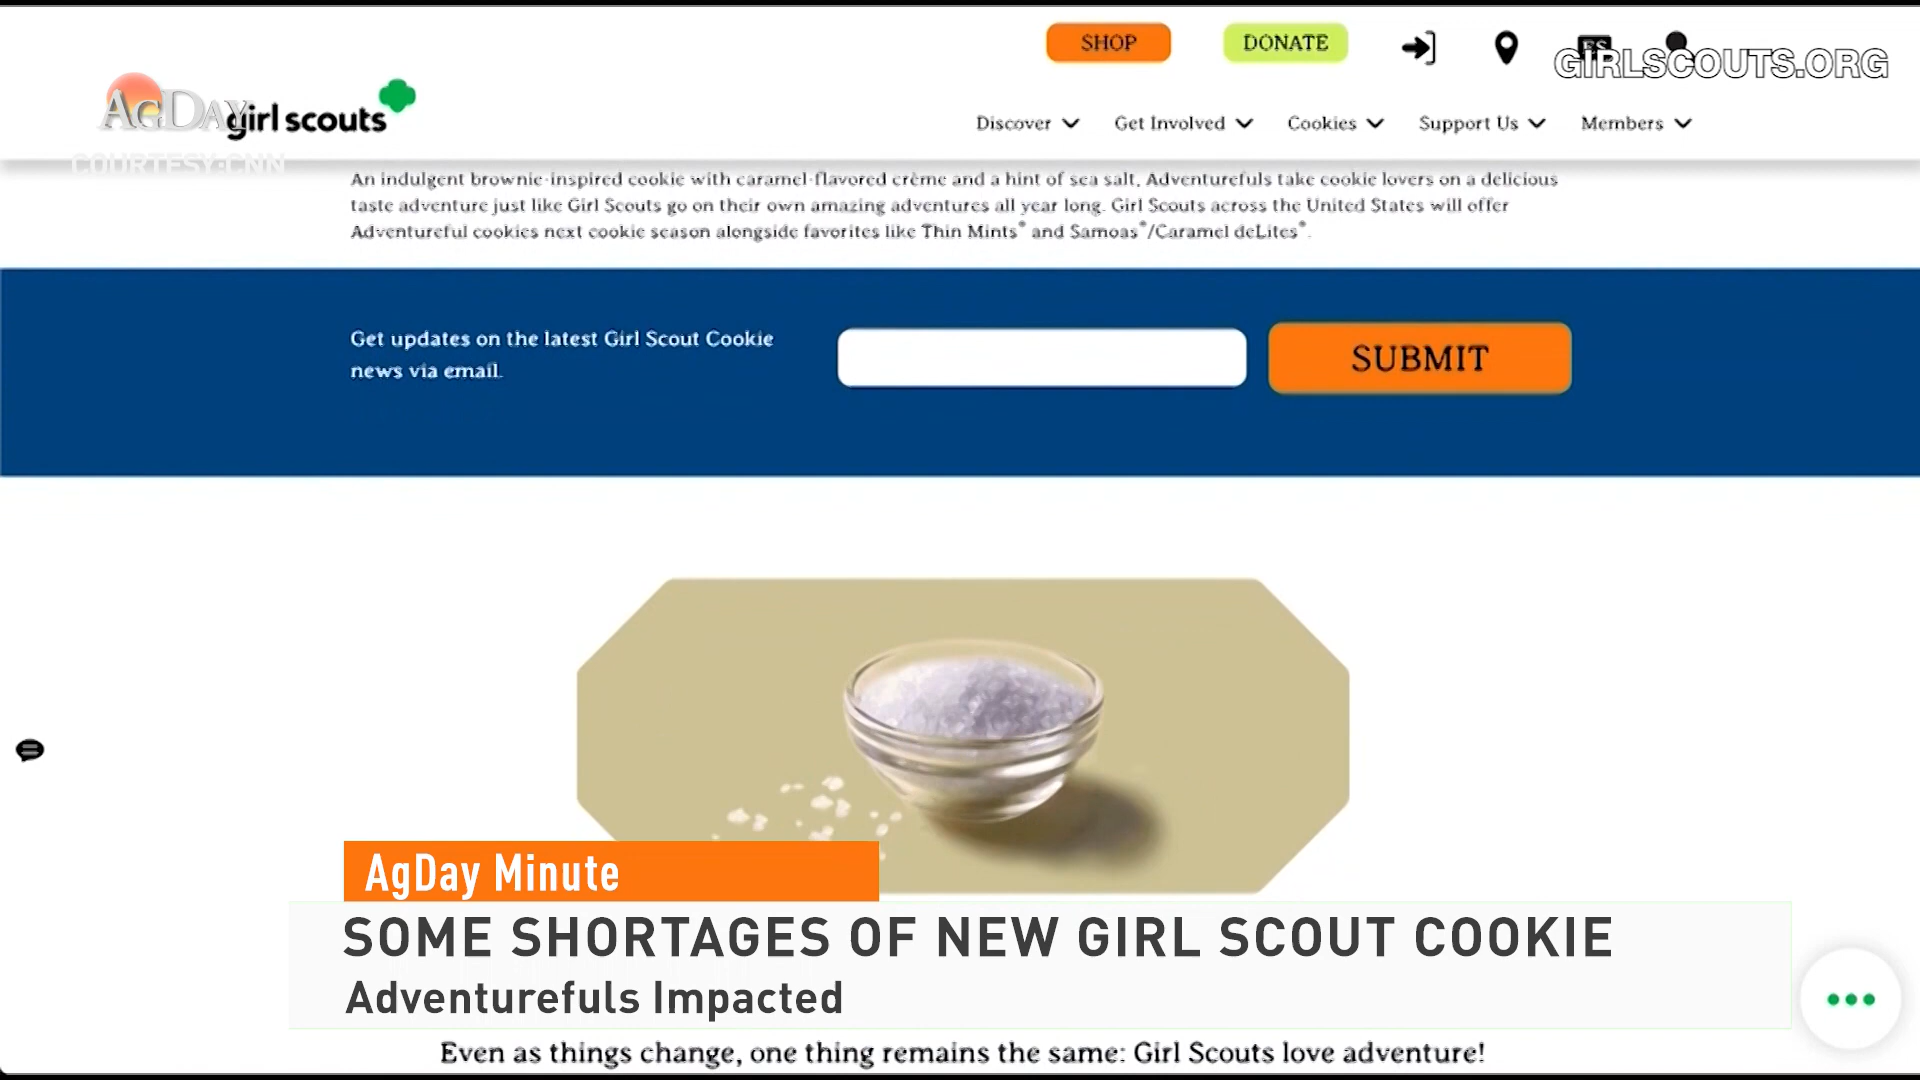 SHOP
DONATE
ES
GIRLSCOUTS.ORG
AGDAY
girl scouts
COURTESY:CNN
Discover
Get Involved
Cookies
Support Us
Members
An indulgent brownie-inspired cookie with caramel-flavored crème and a hint of sea salt, Adventurefuls take cookie lovers on a delicious
taste adventure just like Girl Scouts go on their own amazing adventures all year long. Girl Scouts across the United States will offer
Adventureful cookies next cookie season alongside favorites like Thin Mints® and Samoas®/Caramel deLites®.
Get updates on the latest Girl Scout Cookie
news via email.
SUBMIT
AgDay Minute
SOME SHORTAGES OF NEW GIRL SCOUT COOKIE
Adventurefuls Impacted
Even as things change, one thing remains the same: Girl Scouts love adventure!